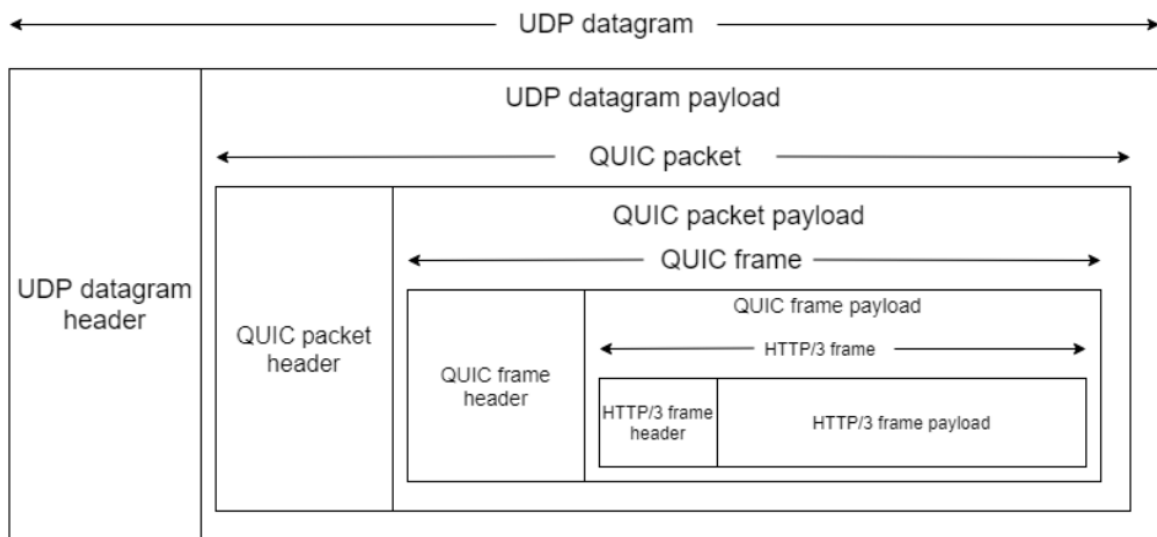 UDP datagram
UDP datagram payload
QUIC packet
QUIC packet payload
QUIC frame
UDP datagram
header
QUIC packet
header
QUIC frame payload
HTTP/3 frame
QUIC frame
header
HTTP/3 frame
header
HTTP/3 frame payload